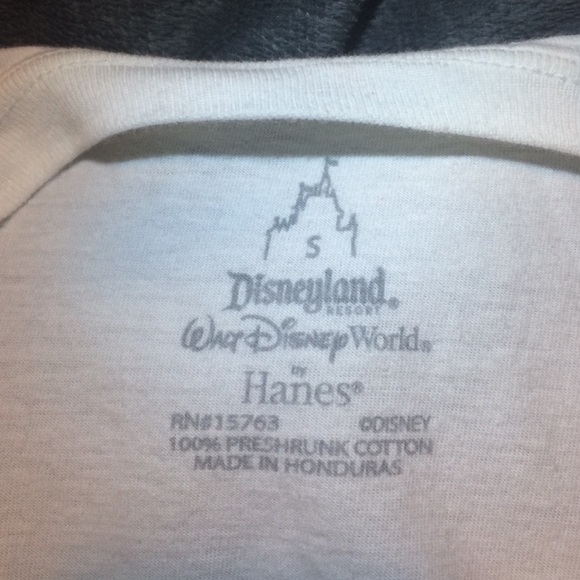 S
Disneyland®
RESORT
Walt Disney World®
by
Hanes®
RN#15763 ©DISNEY
100% PRESHRUNK COTTON
MADE IN HONDURAS